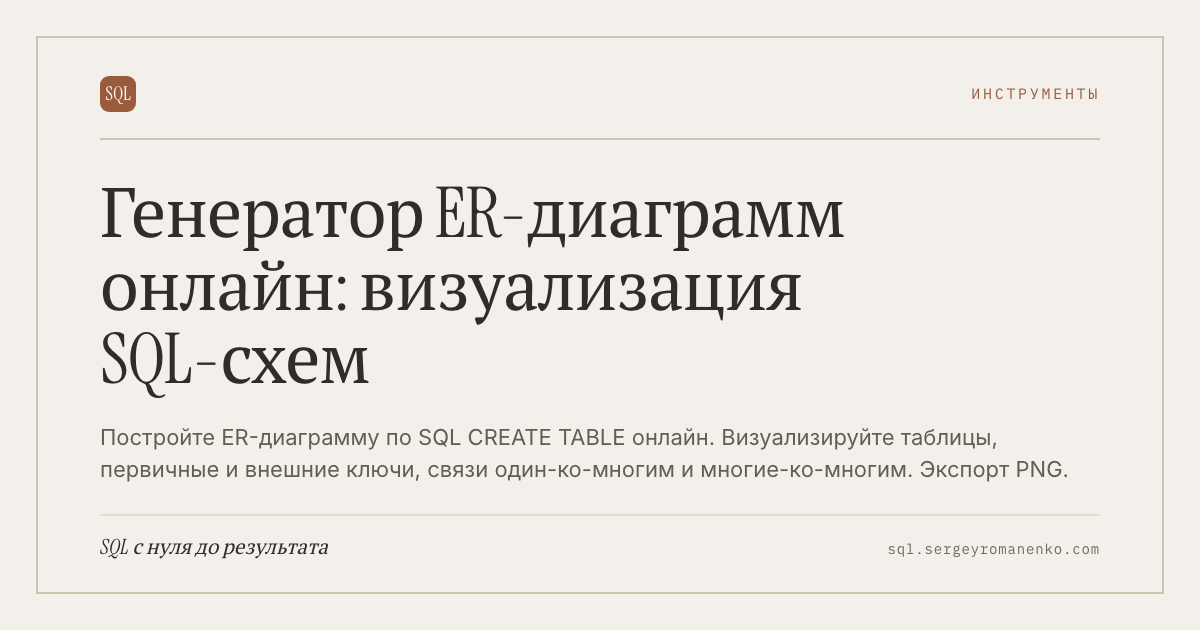 SQL
ИНСТРУМЕНТЫ
Генератор ER-диаграмм
онлайн: визуализация
SQL-схем
Постройте ER-диаграмму по SQL CREATE TABLE онлайн. Визуализируйте таблицы,
первичные и внешние ключи, связи один-ко-многим и многие-ко-многим. Экспорт PNG.
SQL с нуля до результата
sql.sergeyromanenko.com